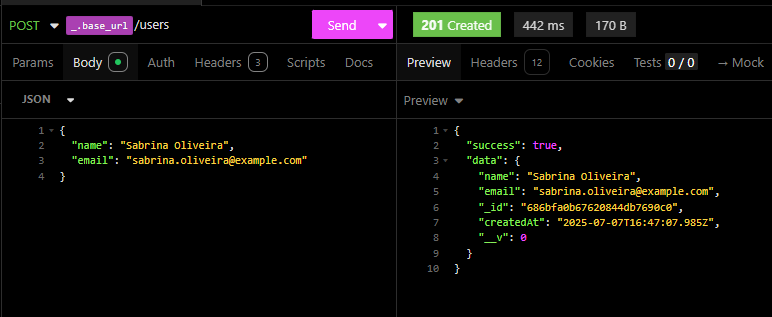 POST _.base_url /users Send
201 Created 442 ms 170 B
Params Body Auth Headers 3 Scripts Docs
Preview Headers 12 Cookies Tests 0 / 0 → Mock
JSON
Preview
1 {
2 "name": "Sabrina Oliveira",
3 "email": "sabrina.oliveira@example.com"
4 }
1 {
2 "success": true,
3 "data": {
4 "name": "Sabrina Oliveira",
5 "email": "sabrina.oliveira@example.com",
6 "_id": "686bfa0b67620844db7690c0",
7 "createdAt": "2025-07-07T16:47:07.985Z",
8 "__v": 0
9 }
10 }